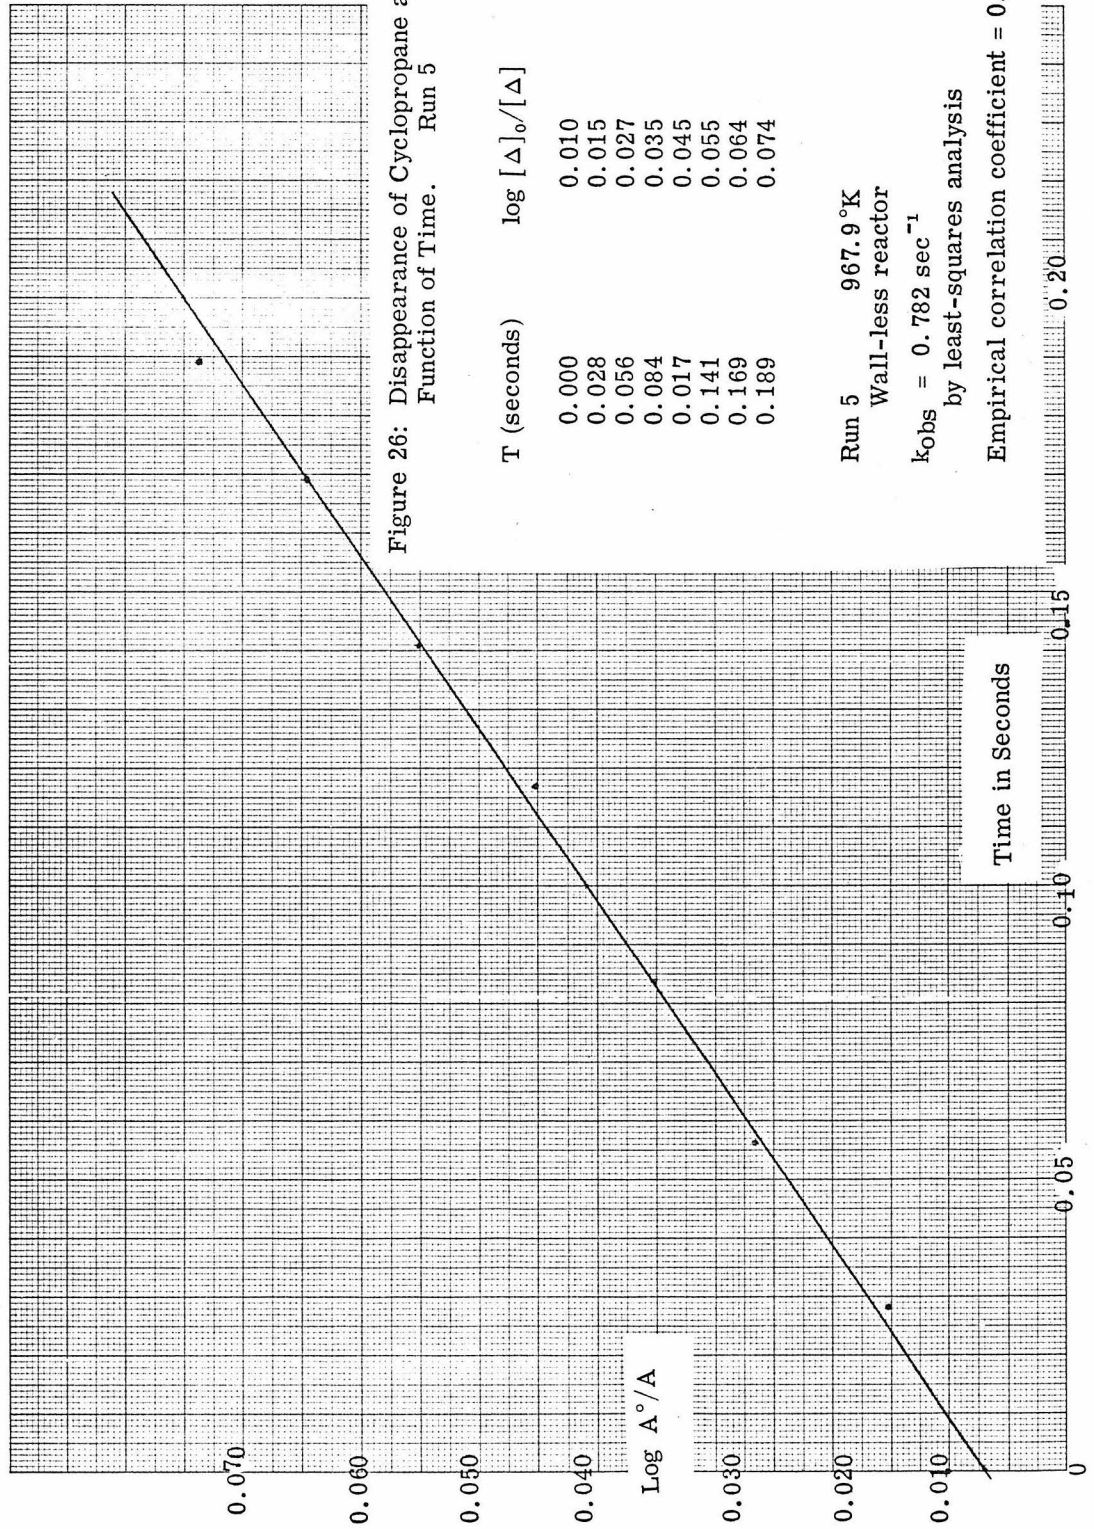 Figure 26: Disappearance of Cyclopropane a
Function of Time. Run 5
T (seconds) log [Δ]₀/[Δ]
0.000 0.010
0.028 0.015
0.056 0.027
0.084 0.035
0.017 0.045
0.141 0.055
0.169 0.064
0.189 0.074
Run 5 967.9°K
Wall-less reactor
kobs = 0.782 sec⁻¹
by least-squares analysis
Empirical correlation coefficient = 0.
0.070
0.060
0.050
0.040
Log A°/A
0.030
0.020
0.010
0
0.05
0.10
0.15
0.20
Time in Seconds